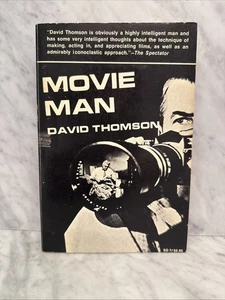 "David Thomson is obviously a highly intelligent man and
has some very intelligent thoughts about the technique of
making, acting in, and appreciating films, as well as an
admirably iconoclastic approach."—The Spectator
MOVIE
MAN
DAVID THOMSON